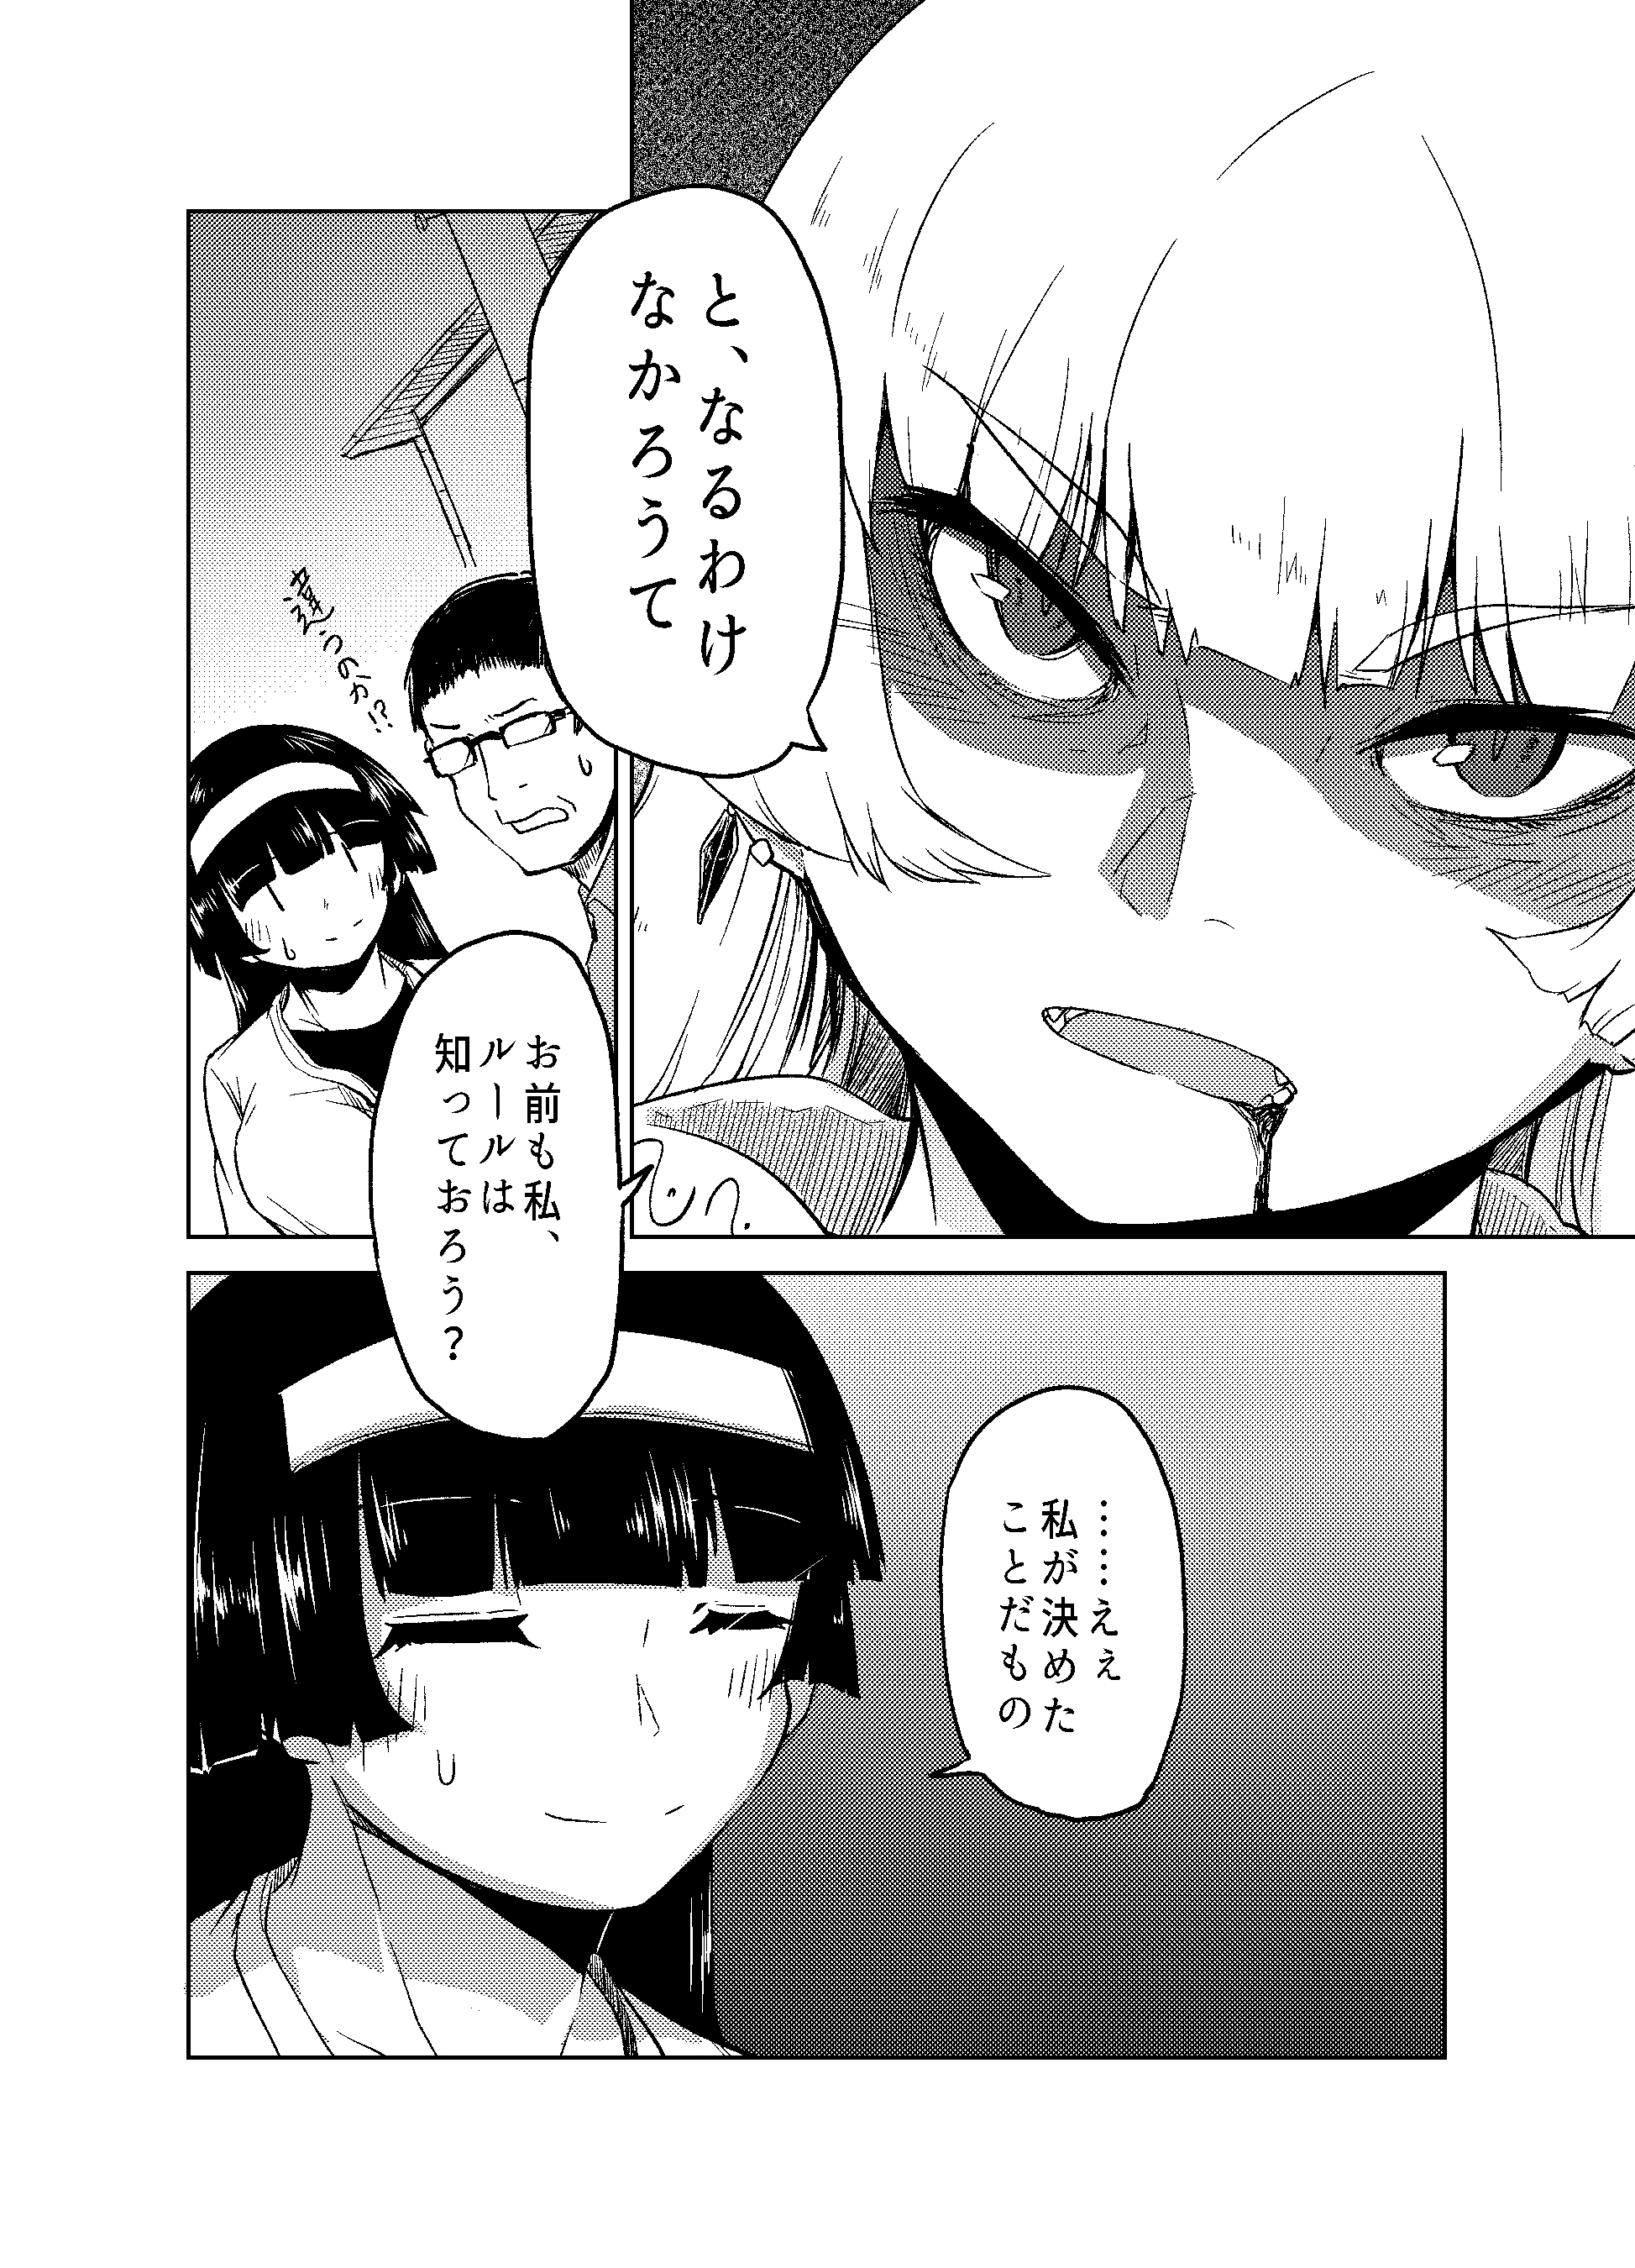 と、なるわけ
なかろうて
違うのか!?
お前も私、
ルールは
知っておろう？
……ええ
私が決めた
ことだもの